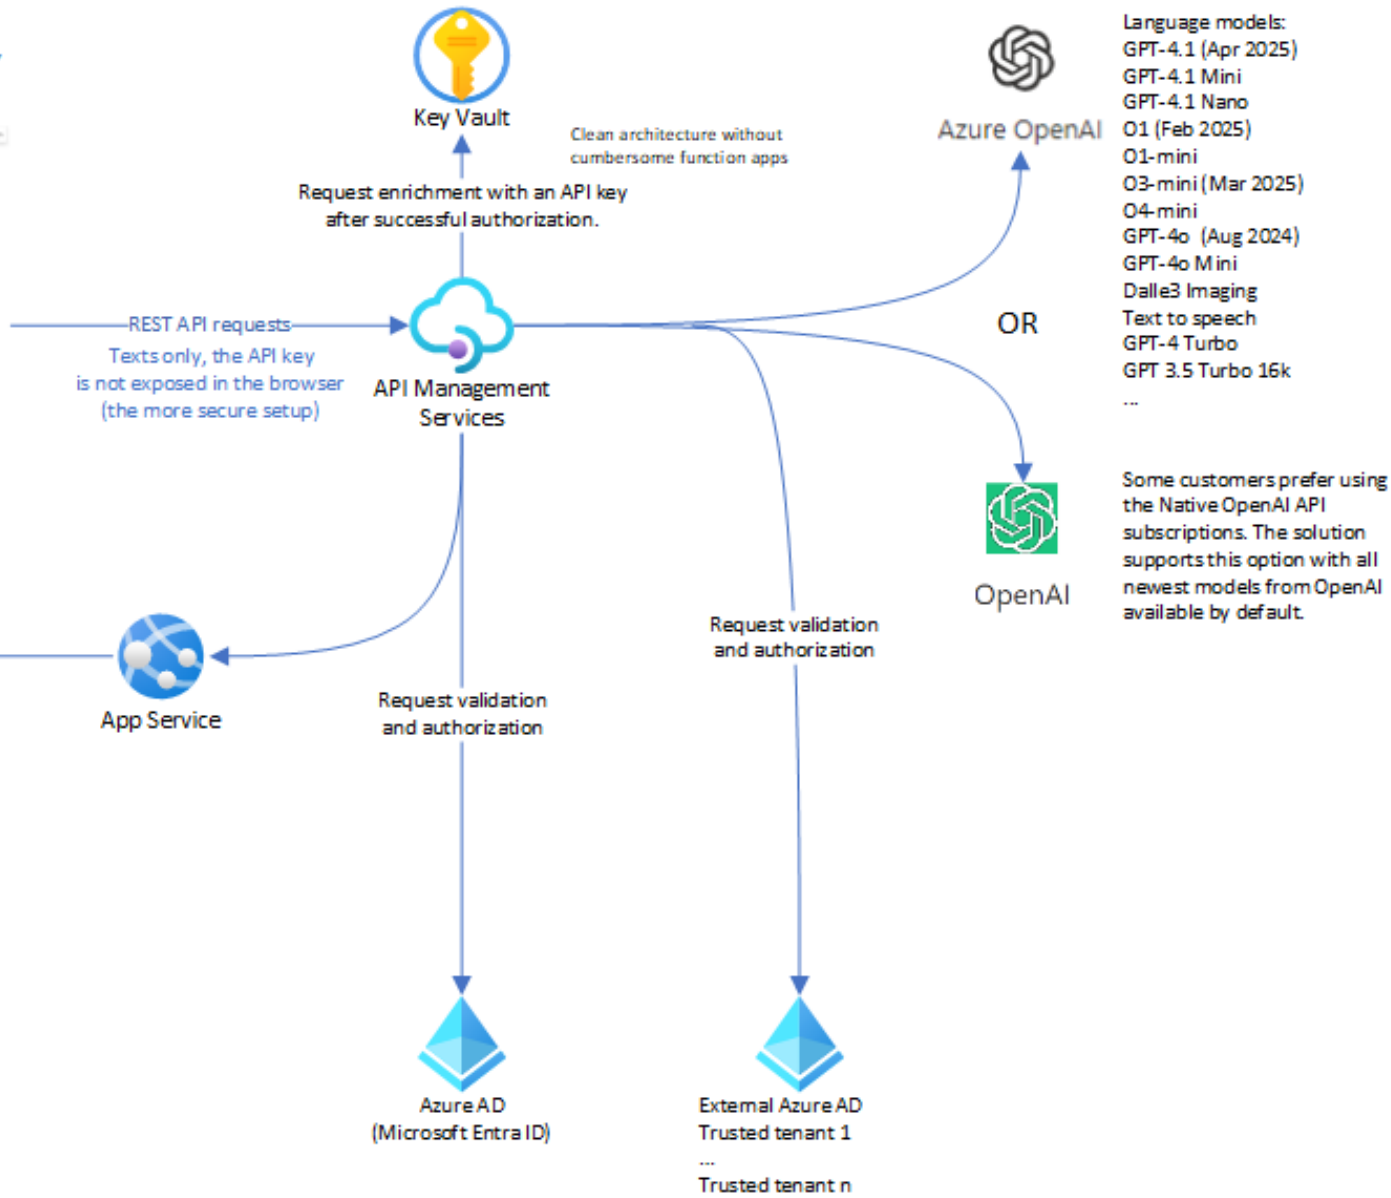 Key Vault
Clean architecture without
cumbersome function apps
Request enrichment with an API key
after successful authorization.
REST API requests
Texts only, the API key
is not exposed in the browser
(the more secure setup)
API Management
Services
Azure OpenAI
OR
OpenAI
Language models:
GPT-4.1 (Apr 2025)
GPT-4.1 Mini
GPT-4.1 Nano
O1 (Feb 2025)
O1-mini
O3-mini (Mar 2025)
O4-mini
GPT-4o (Aug 2024)
GPT-4o Mini
Dalle3 Imaging
Text to speech
GPT-4 Turbo
GPT 3.5 Turbo 16k
...
Some customers prefer using
the Native OpenAI API
subscriptions. The solution
supports this option with all
newest models from OpenAI
available by default.
App Service
Request validation
and authorization
Request validation
and authorization
Azure AD
(Microsoft Entra ID)
External Azure AD
Trusted tenant 1
...
Trusted tenant n